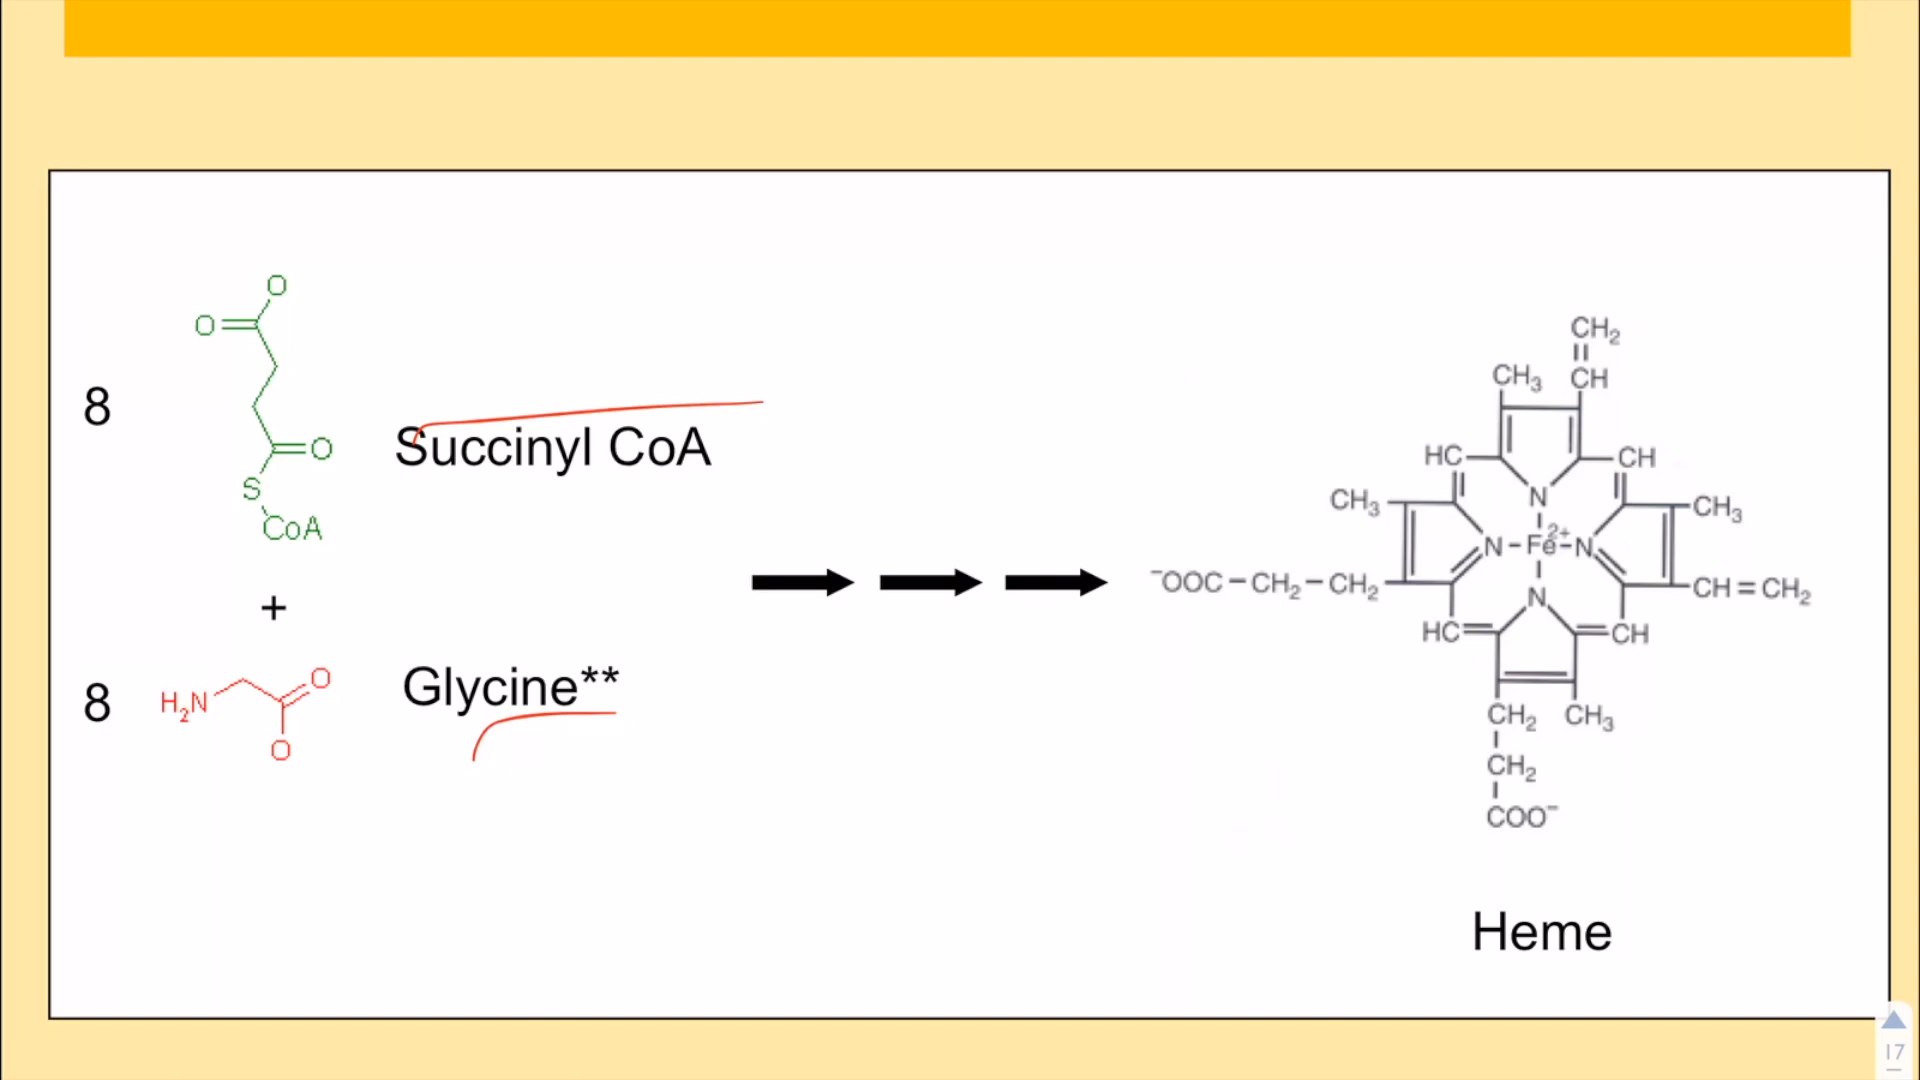 O
O
8
O
Succinyl CoA
S
CoA
+
8
H₂N
O
O
Glycine**
CH₂
CH₃ CH
HC CH
CH₃ N CH₃
N Fe²⁺ N
⁻OOC–CH₂–CH₂ N CH=CH₂
HC CH
CH₂ CH₃
CH₂
COO⁻
Heme
17